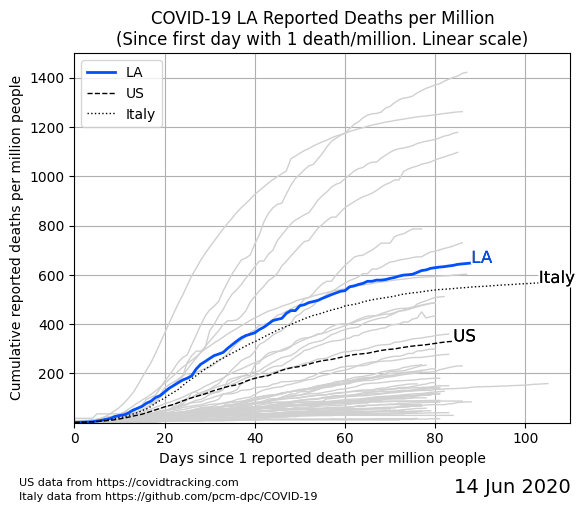 COVID-19 LA Reported Deaths per Million
(Since first day with 1 death/million. Linear scale)
LA
US
Italy
1400
1200
1000
800
600
400
200
Cumulative reported deaths per million people
LA
Italy
US
0 20 40 60 80 100
Days since 1 reported death per million people
US data from https://covidtracking.com
Italy data from https://github.com/pcm-dpc/COVID-19
14 Jun 2020